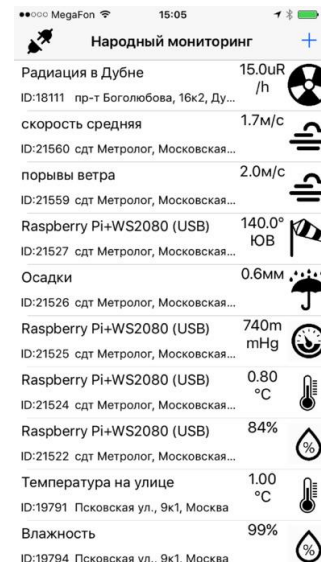 MegaFon 15:05
Народный мониторинг +
Радиация в Дубне 15.0uR
/h
ID:18111 пр-т Боголюбова, 16к2, Ду...
скорость средняя 1.7м/с
ID:21560 сдт Метролог, Московская...
порывы ветра 2.0м/с
ID:21559 сдт Метролог, Московская...
Raspberry Pi+WS2080 (USB) 140.0°
ЮВ
ID:21527 сдт Метролог, Московская...
Осадки 0.6мм
ID:21526 сдт Метролог, Московская...
Raspberry Pi+WS2080 (USB) 740m
mHg
ID:21525 сдт Метролог, Московская...
Raspberry Pi+WS2080 (USB) 0.80
°C
ID:21524 сдт Метролог, Московская...
Raspberry Pi+WS2080 (USB) 84%
%
ID:21522 сдт Метролог, Московская...
Температура на улице 1.00
°C
ID:19791 Псковская ул., 9к1, Москва
Влажность 99%
%
ID:19794 Псковская ул., 9к1, Москва